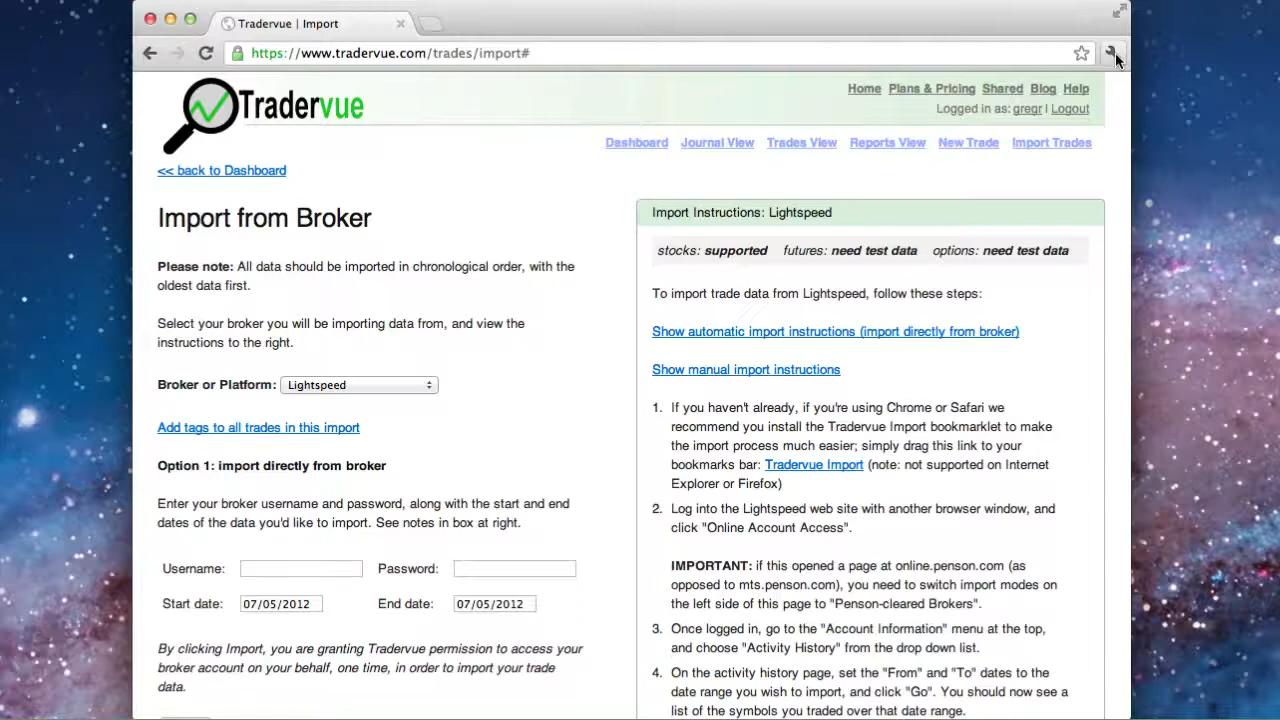 Tradervue | Import
https://www.tradervue.com/trades/import#
Tradervue
Home Plans & Pricing Shared Blog Help
Logged in as: gregr | Logout
Dashboard Journal View Trades View Reports View New Trade Import Trades
<< back to Dashboard
Import from Broker
Please note: All data should be imported in chronological order, with the
oldest data first.
Select your broker you will be importing data from, and view the
instructions to the right.
Broker or Platform: Lightspeed
Add tags to all trades in this import
Option 1: import directly from broker
Enter your broker username and password, along with the start and end
dates of the data you'd like to import. See notes in box at right.
Username: Password:
Start date: 07/05/2012 End date: 07/05/2012
By clicking Import, you are granting Tradervue permission to access your
broker account on your behalf, one time, in order to import your trade
data.
Import Instructions: Lightspeed
stocks: supported futures: need test data options: need test data
To import trade data from Lightspeed, follow these steps:
Show automatic import instructions (import directly from broker)
Show manual import instructions
1. If you haven't already, if you're using Chrome or Safari we
recommend you install the Tradervue Import bookmarklet to make
the import process much easier; simply drag this link to your
bookmarks bar: Tradervue Import (note: not supported on Internet
Explorer or Firefox)
2. Log into the Lightspeed web site with another browser window, and
click "Online Account Access".
IMPORTANT: if this opened a page at online.penson.com (as
opposed to mts.penson.com), you need to switch import modes on
the left side of this page to "Penson-cleared Brokers".
3. Once logged in, go to the "Account Information" menu at the top,
and choose "Activity History" from the drop down list.
4. On the activity history page, set the "From" and "To" dates to the
date range you wish to import, and click "Go". You should now see a
list of the symbols you traded over that date range.